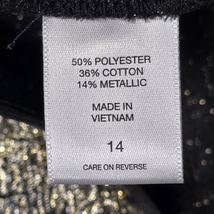 50% POLYESTER
36% COTTON
14% METALLIC
MADE IN
VIETNAM
14
CARE ON REVERSE